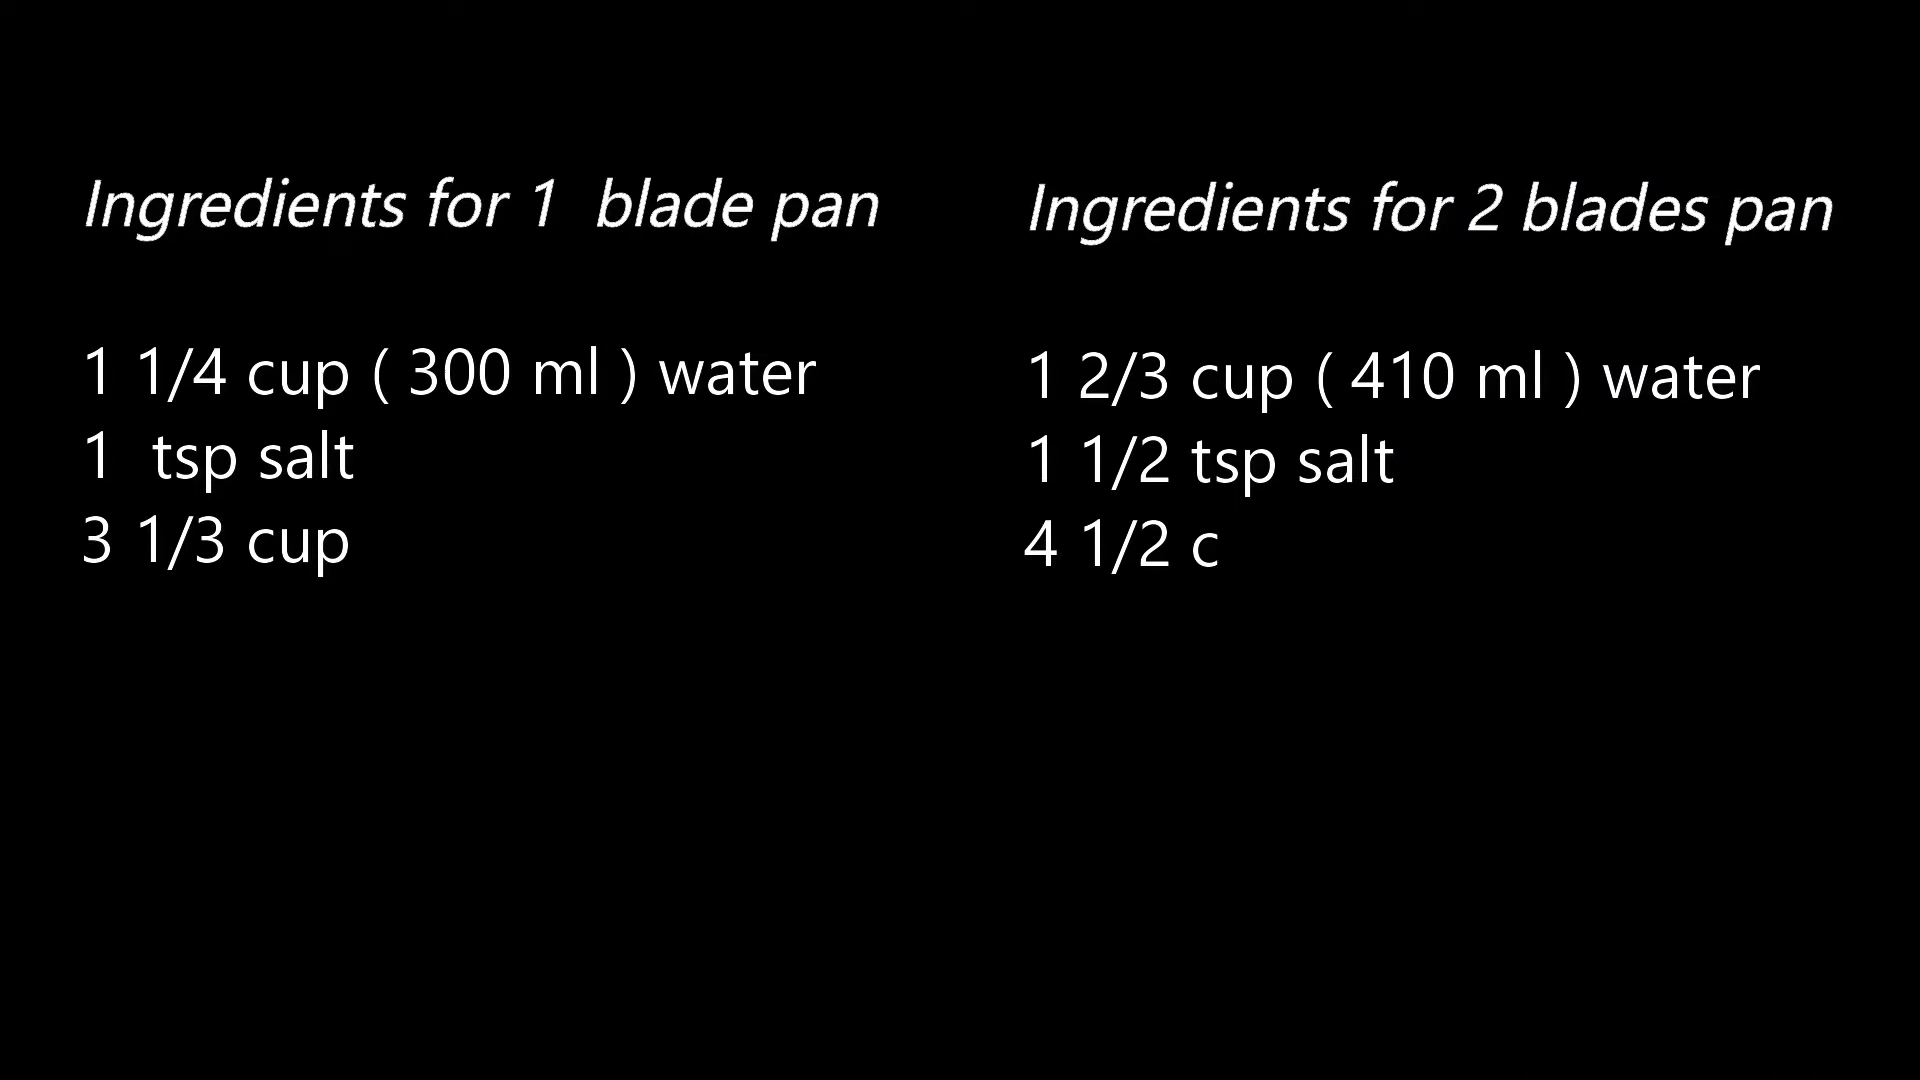 Ingredients for 1 blade pan
1 1/4 cup ( 300 ml ) water
1 tsp salt
3 1/3 cup
Ingredients for 2 blades pan
1 2/3 cup ( 410 ml ) water
1 1/2 tsp salt
4 1/2 c